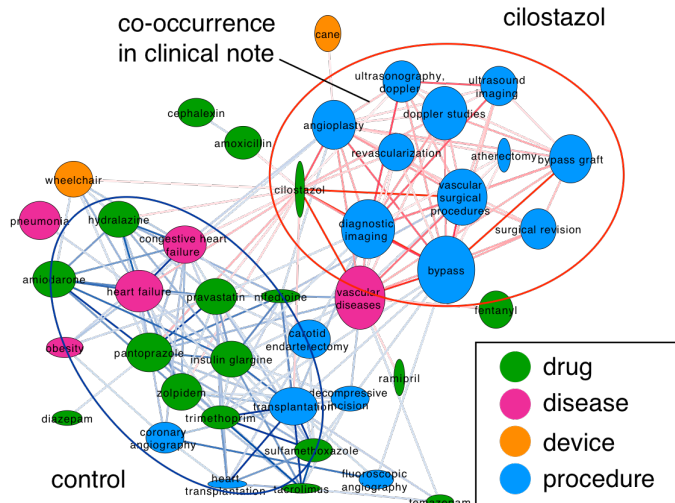 cilostazol
co-occurrence
in clinical note
cane
ultrasonography,
doppler
ultrasound
imaging
cephalexin
doppler studies
angioplasty
amoxicillin
revascularization
atherectomy
bypass graft
wheelchair
cilostazol
vascular
surgical
procedures
pneumonia
hydralazine
diagnostic
imaging
surgical revision
congestive heart
failure
bypass
amiodarone
heart failure
pravastatin
nifedipine
vascular
diseases
fentanyl
carotid
endarterectomy
obesity
pantoprazole
insulin glargine
ramipril
drug
zolpidem
decompressive
incision
transplantation
disease
diazepam
trimethoprim
coronary
angiography
device
sulfamethoxazole
control
heart
transplantation
tacrolimus
fluoroscopic
angiography
procedure
temazepam